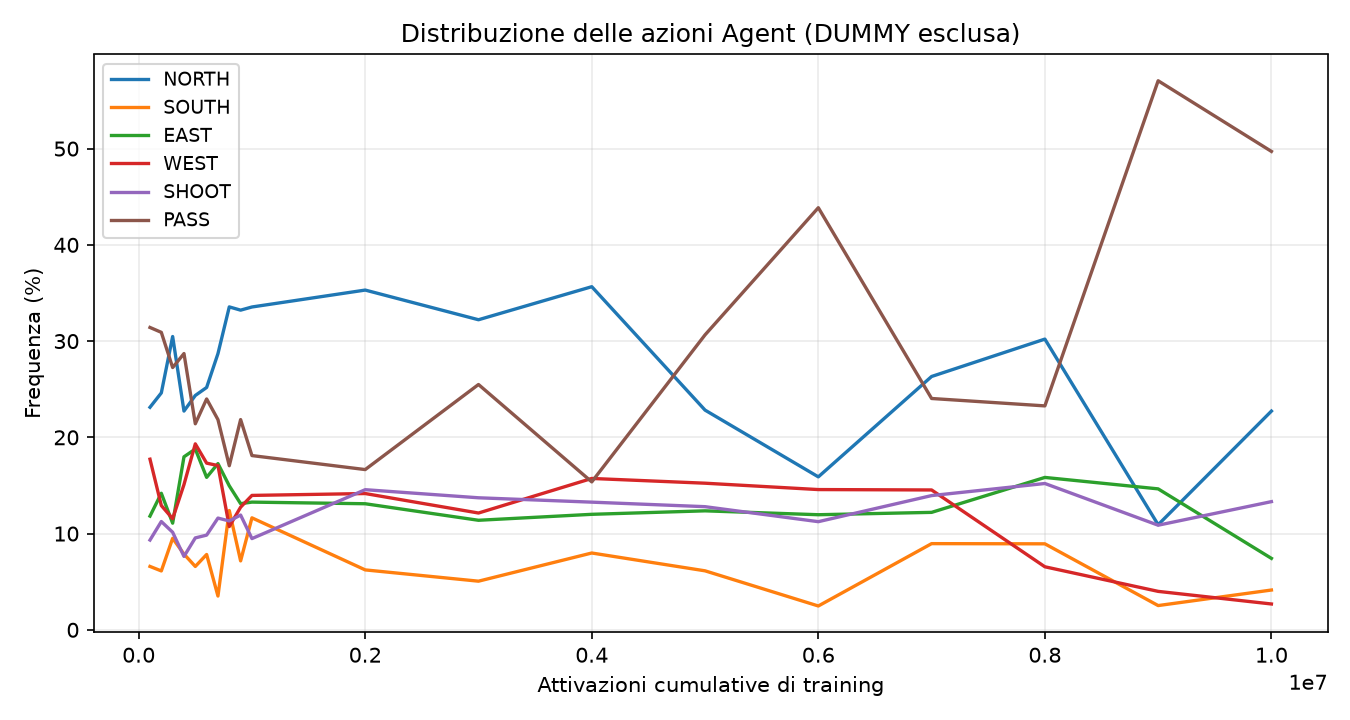 Distribuzione delle azioni Agent (DUMMY esclusa)
NORTH
SOUTH
EAST
WEST
SHOOT
PASS
Frequenza (%)
50
40
30
20
10
0
0.0 0.2 0.4 0.6 0.8 1.0
1e7
Attivazioni cumulative di training